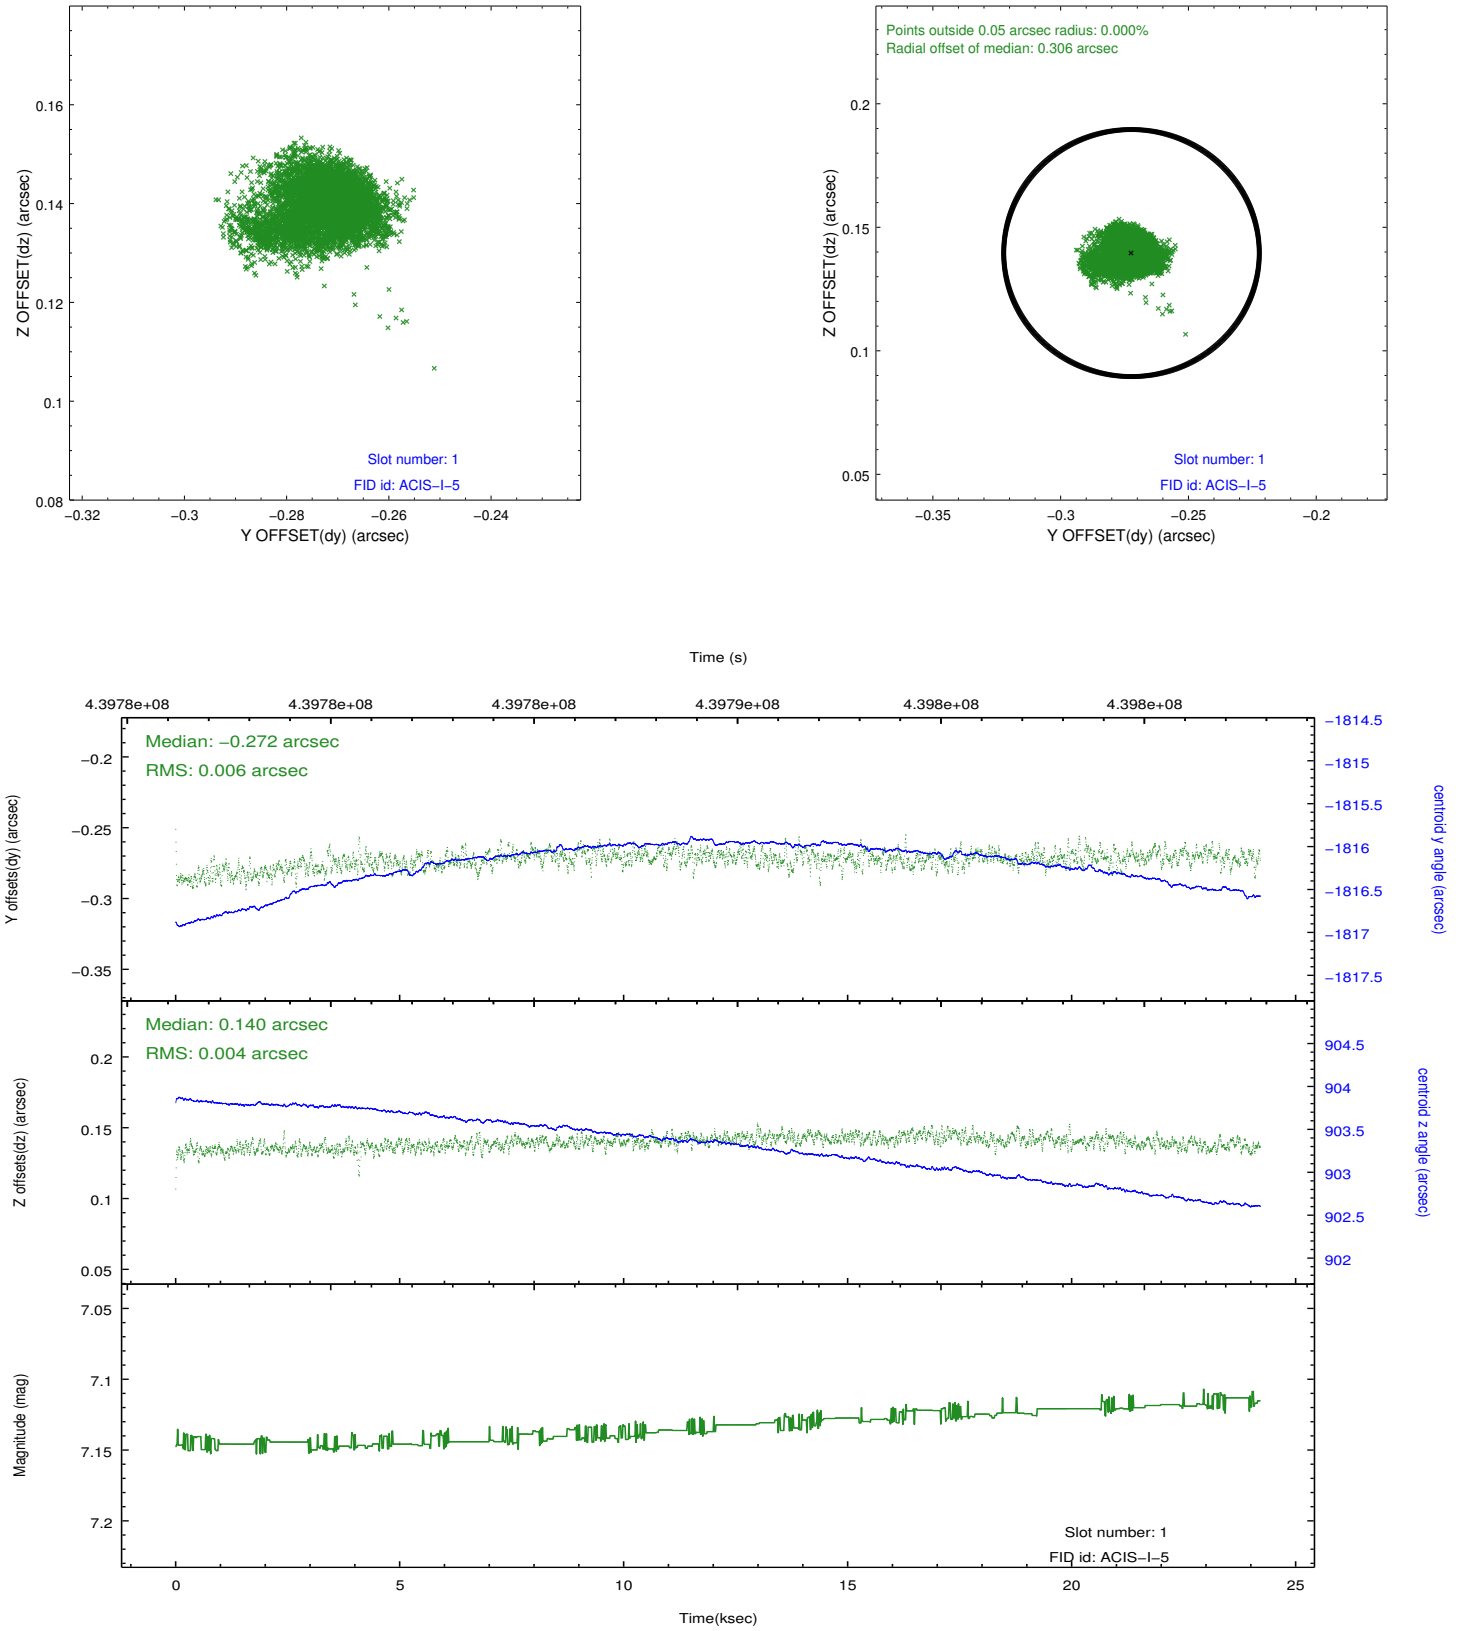 0.16
0.14
0.12
0.1
0.08
Z OFFSET(dz) (arcsec)
Slot number: 1
FID id: ACIS−I−5
−0.32 −0.3 −0.28 −0.26 −0.24
Y OFFSET(dy) (arcsec)
Points outside 0.05 arcsec radius: 0.000%
Radial offset of median: 0.306 arcsec
0.2
0.15
0.1
0.05
Z OFFSET(dz) (arcsec)
Slot number: 1
FID id: ACIS−I−5
−0.35 −0.3 −0.25 −0.2
Y OFFSET(dy) (arcsec)
Time (s)
4.3978e+08 4.3978e+08 4.3978e+08 4.3979e+08 4.398e+08 4.398e+08
Median: −0.272 arcsec
RMS: 0.006 arcsec
−0.2
−0.25
−0.3
−0.35
Y offsets(dy) (arcsec)
−1814.5
−1815
−1815.5
−1816
−1816.5
−1817
−1817.5
centroid y angle (arcsec)
Median: 0.140 arcsec
RMS: 0.004 arcsec
0.2
0.15
0.1
0.05
Z offsets(dz) (arcsec)
904.5
904
903.5
903
902.5
902
centroid z angle (arcsec)
7.05
7.1
7.15
7.2
Magnitude (mag)
Slot number: 1
FID id: ACIS−I−5
0 5 10 15 20 25
Time(ksec)